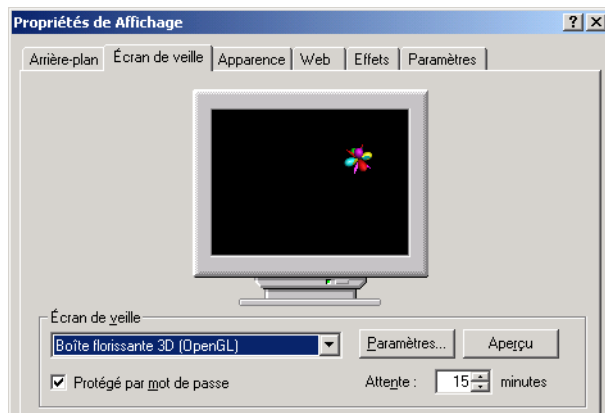 Propriétés de Affichage
Arrière-plan Écran de veille Apparence Web Effets Paramètres
Écran de veille
Boîte florissante 3D (OpenGL) Paramètres... Aperçu
Protégé par mot de passe Attente : 15 minutes